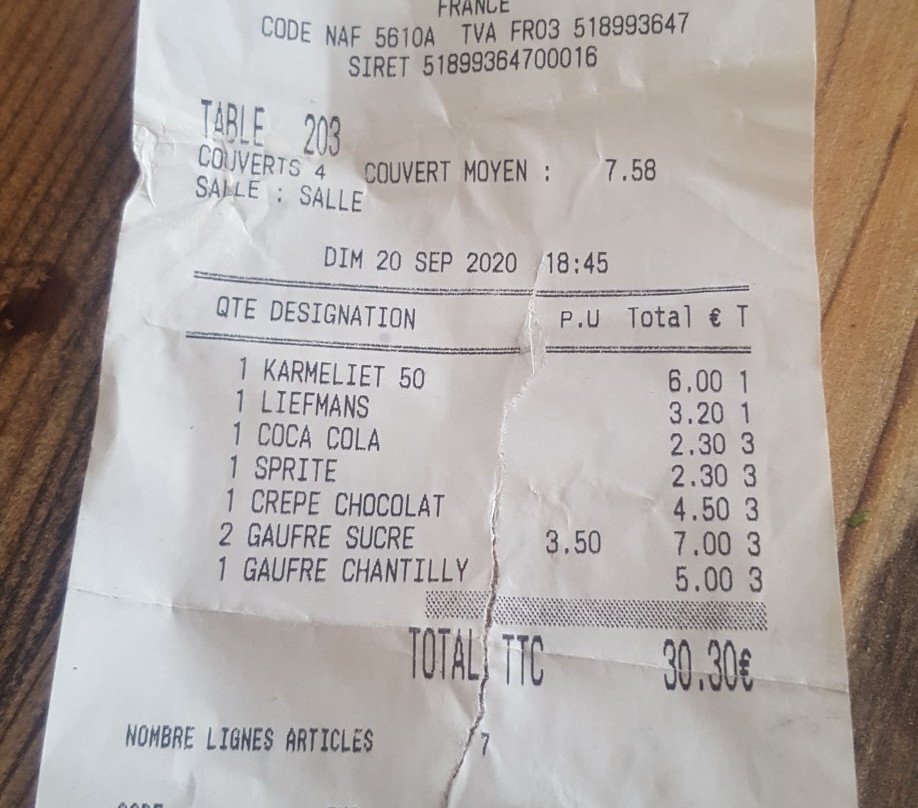 FRANCE
CODE NAF 5610A TVA FR03 518993647
SIRET 51899364700016
TABLE 203
COUVERTS 4 COUVERT MOYEN : 7.58
SALLE : SALLE
DIM 20 SEP 2020 18:45
QTE DESIGNATION P.U Total € T
1 KARMELIET 50 6.00 1
1 LIEFMANS 3.20 1
1 COCA COLA 2.30 3
1 SPRITE 2.30 3
1 CREPE CHOCOLAT 4.50 3
2 GAUFRE SUCRE 3.50 7.00 3
1 GAUFRE CHANTILLY 5.00 3
TOTAL TTC 30.30€
NOMBRE LIGNES ARTICLES 7